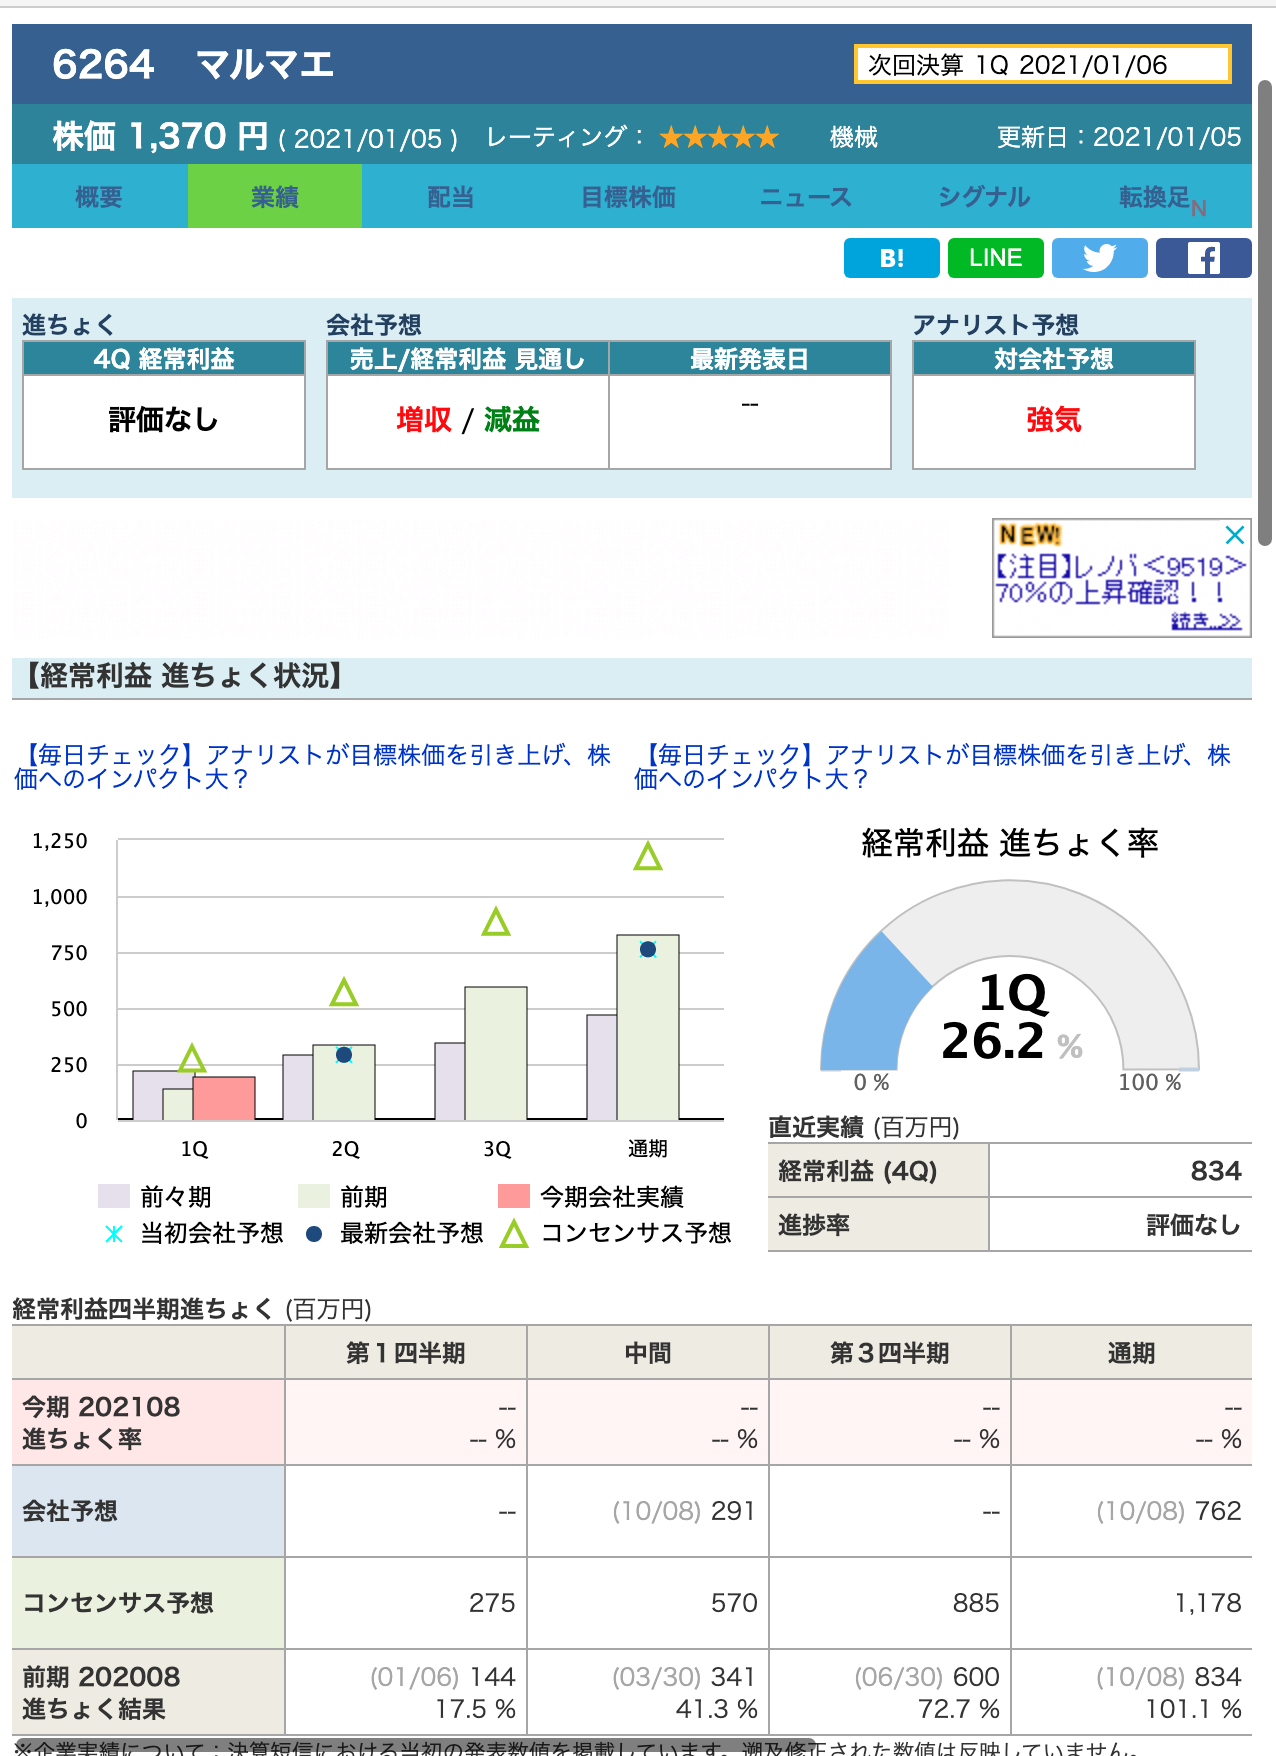 6264 マルマエ
次回決算 1Q 2021/01/06
株価 1,370 円 ( 2021/01/05 ) レーティング： ★★★★★ 機械 更新日：2021/01/05
概要 業績 配当 目標株価 ニュース シグナル 転換足N
B! LINE
進ちょく 会社予想 アナリスト予想
4Q 経常利益 売上/経常利益 見通し 最新発表日 対会社予想
評価なし 増収 / 減益 -- 強気
NEW!
【注目】レノバ<9519>
70%の上昇確認！！
続き..>>
【経常利益 進ちょく状況】
【毎日チェック】アナリストが目標株価を引き上げ、株
価へのインパクト大？
【毎日チェック】アナリストが目標株価を引き上げ、株
価へのインパクト大？
1,250
1,000
750
500
250
0
1Q 2Q 3Q 通期
前々期 前期 今期会社実績
当初会社予想 最新会社予想 コンセンサス予想
経常利益 進ちょく率
1Q
26.2 %
0 % 100 %
直近実績 (百万円)
経常利益 (4Q) 834
進捗率 評価なし
経常利益四半期進ちょく (百万円)
第１四半期 中間 第３四半期 通期
今期 202108 -- -- -- --
進ちょく率 -- % -- % -- % -- %
会社予想 -- (10/08) 291 -- (10/08) 762
コンセンサス予想 275 570 885 1,178
前期 202008 (01/06) 144 (03/30) 341 (06/30) 600 (10/08) 834
進ちょく結果 17.5 % 41.3 % 72.7 % 101.1 %
※企業実績について：決算短信における当初の発表数値を掲載しています。遡及修正された数値は反映していません。